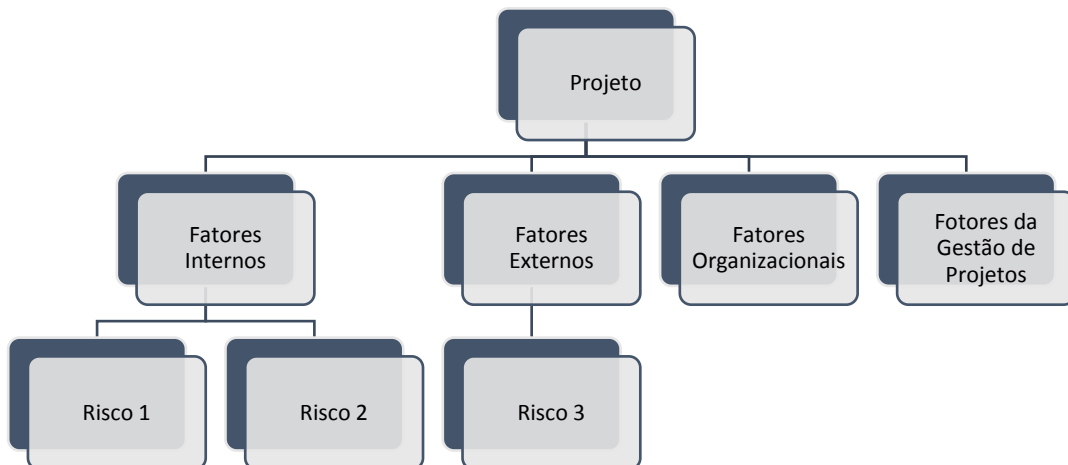 Projeto
Fatores
Internos
Fatores
Externos
Fatores
Organizacionais
Fotores da
Gestão de
Projetos
Risco 1
Risco 2
Risco 3